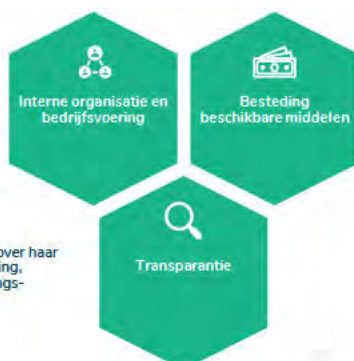 Interne organisatie en
bedrijfsvoering
Besteding
beschikbare middelen
Transparantie
over haar
ing,
ngs-